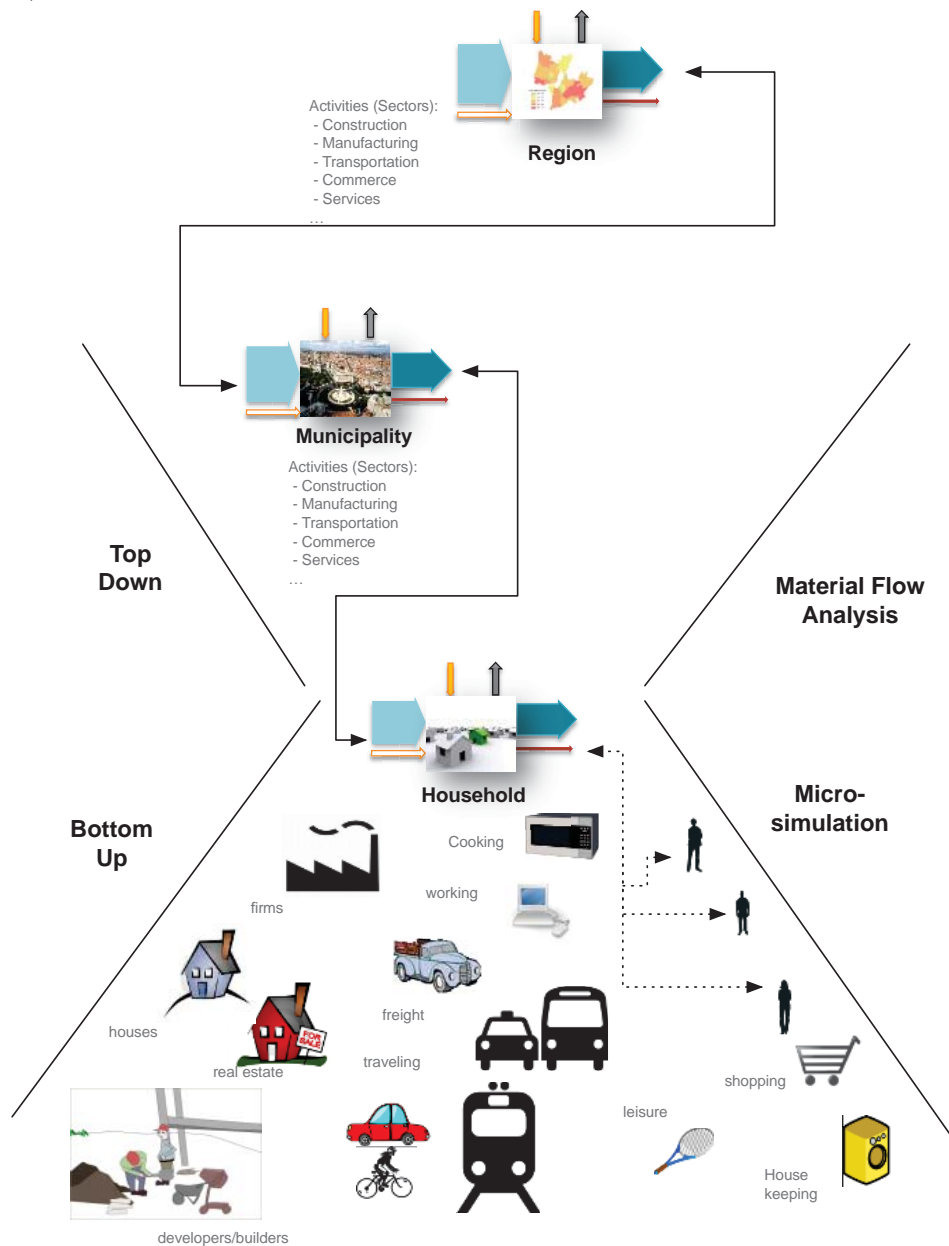 Activities (Sectors):
- Construction
- Manufacturing
- Transportation
- Commerce
- Services
…
Region
Municipality
Activities (Sectors):
- Construction
- Manufacturing
- Transportation
- Commerce
- Services
…
Top
Down
Material Flow
Analysis
Household
Bottom
Up
Micro-
simulation
Cooking
firms
working
houses
freight
FOR
SALE
real estate
traveling
shopping
leisure
House
keeping
developers/builders